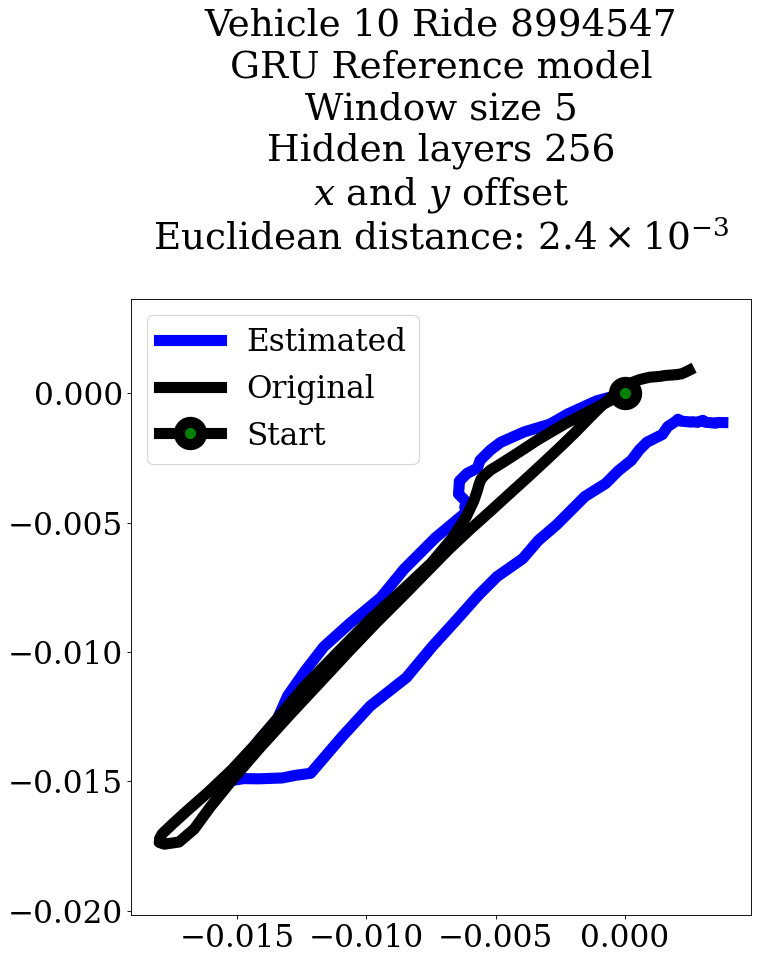 Vehicle 10 Ride 8994547
GRU Reference model
Window size 5
Hidden layers 256
x and y offset
Euclidean distance: 2.4 × 10⁻³
Estimated
Original
Start
0.000
−0.005
−0.010
−0.015
−0.020
−0.015 −0.010 −0.005 0.000